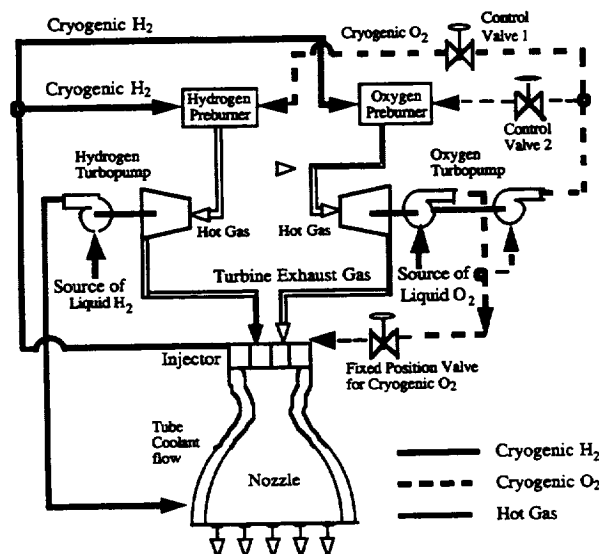 Cryogenic H2
Cryogenic O2
Control
Valve 1
Cryogenic H2
Hydrogen
Preburner
Oxygen
Preburner
Control
Valve 2
Hydrogen
Turbopump
Oxygen
Turbopump
Hot Gas
Hot Gas
Source of
Liquid H2
Turbine Exhaust Gas
Source of
Liquid O2
Injector
Fixed Position Valve
for Cryogenic O2
Tube
Coolant
flow
Nozzle
Cryogenic H2
Cryogenic O2
Hot Gas